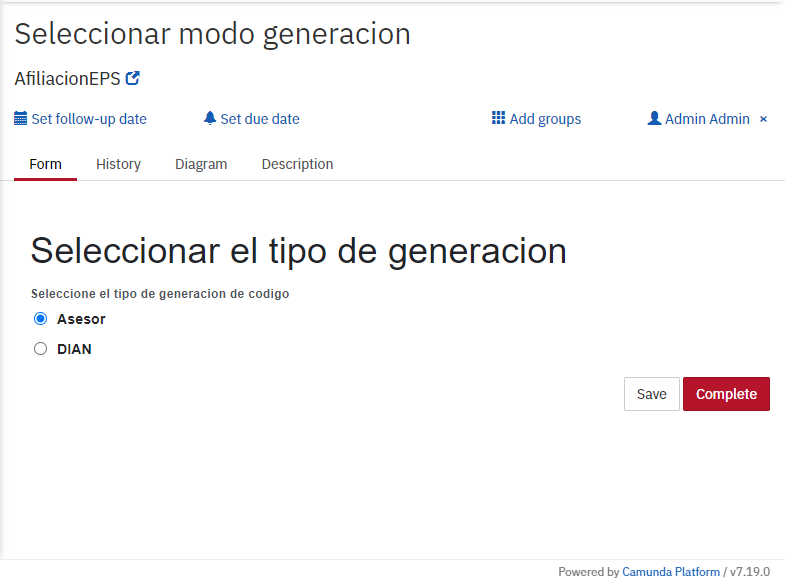 Seleccionar modo generacion
AfiliacionEPS
Set follow-up date Set due date Add groups Admin Admin ×
Form History Diagram Description
Seleccionar el tipo de generacion
Seleccione el tipo de generacion de codigo
Asesor
DIAN
Save Complete
Powered by Camunda Platform / v7.19.0